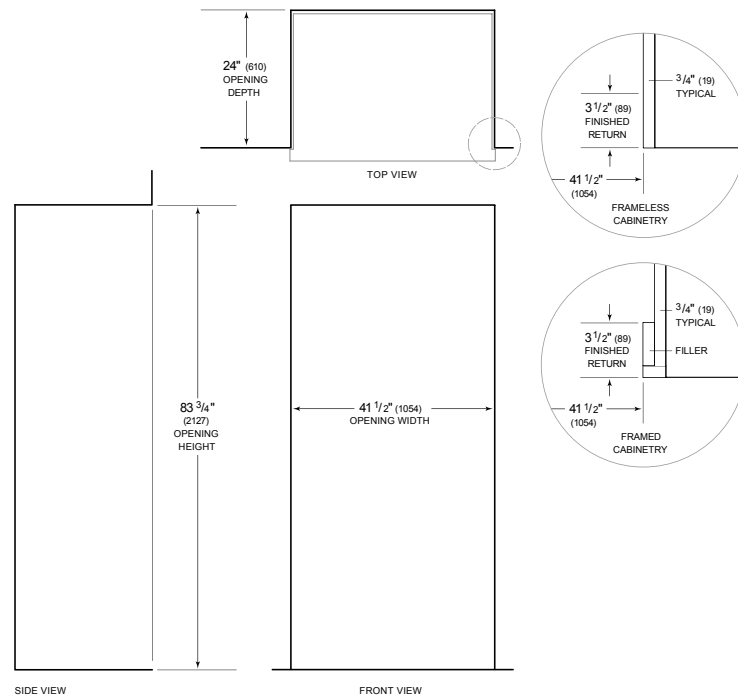 24" (610)
OPENING
DEPTH
TOP VIEW
3/4" (19)
TYPICAL
3 1/2" (89)
FINISHED
RETURN
41 1/2"
(1054)
FRAMELESS
CABINETRY
3/4" (19)
TYPICAL
3 1/2" (89)
FINISHED
RETURN
FILLER
41 1/2"
(1054)
FRAMED
CABINETRY
83 3/4"
(2127)
OPENING
HEIGHT
41 1/2" (1054)
OPENING WIDTH
SIDE VIEW
FRONT VIEW